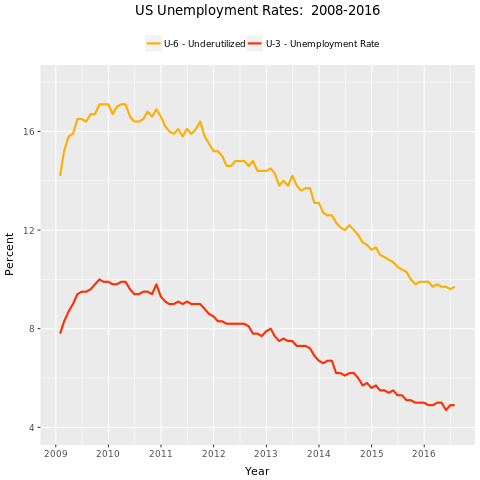 US Unemployment Rates:  2008-2016
U-6 - Underutilized U-3 - Unemployment Rate
16
12
8
4
Percent
2009 2010 2011 2012 2013 2014 2015 2016
Year